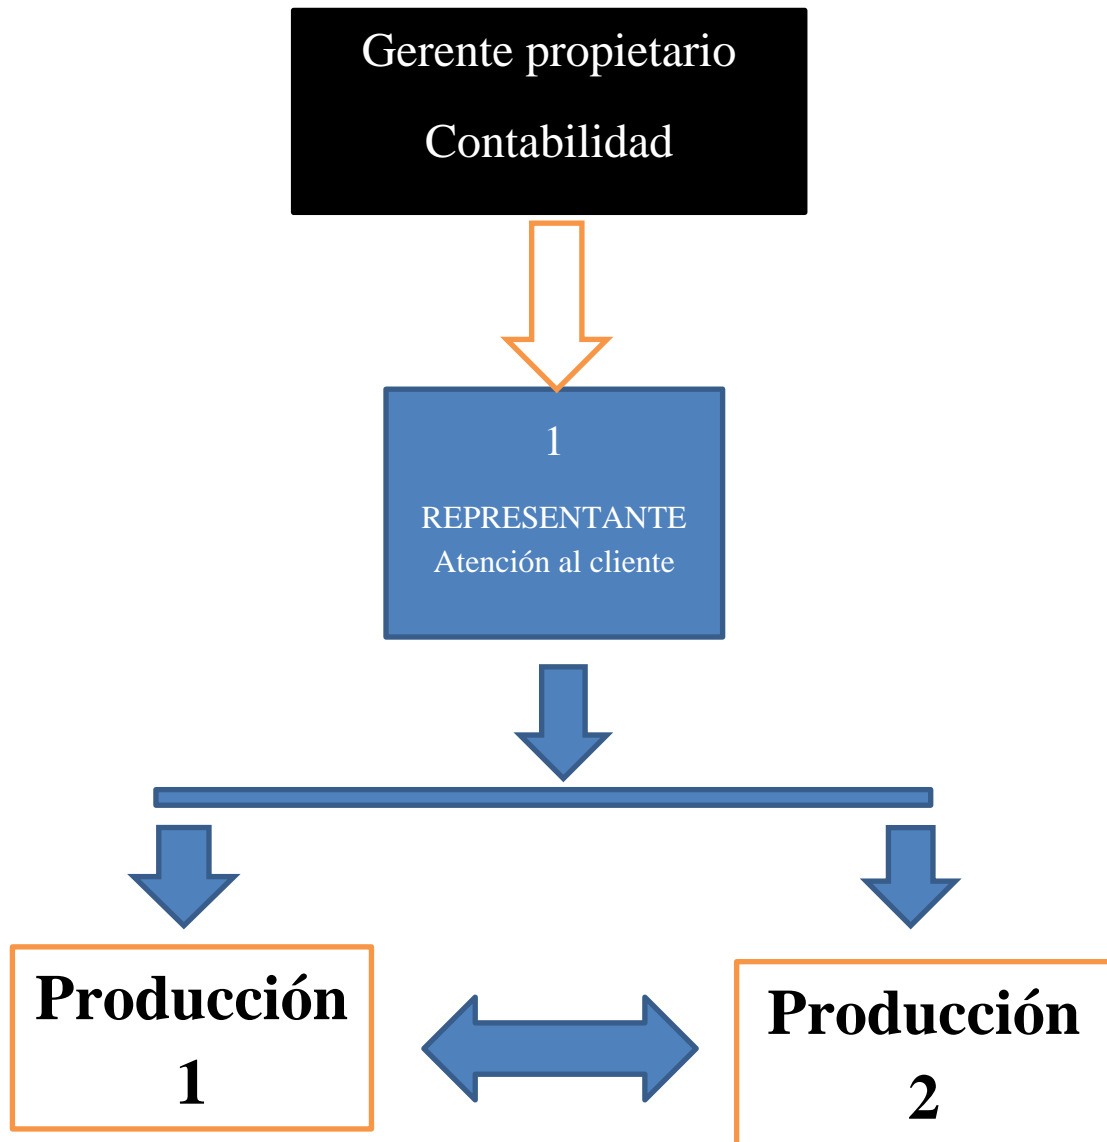 Gerente propietario
Contabilidad
1
REPRESENTANTE
Atención al cliente
Producción
1
Producción
2